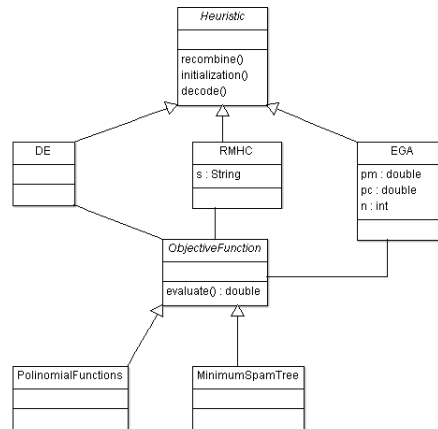 Heuristic
recombine()
initialization()
decode()
DE
RMHC
s : String
EGA
pm : double
pc : double
n : int
ObjectiveFunction
evaluate() : double
PolinomialFunctions
MinimumSpamTree